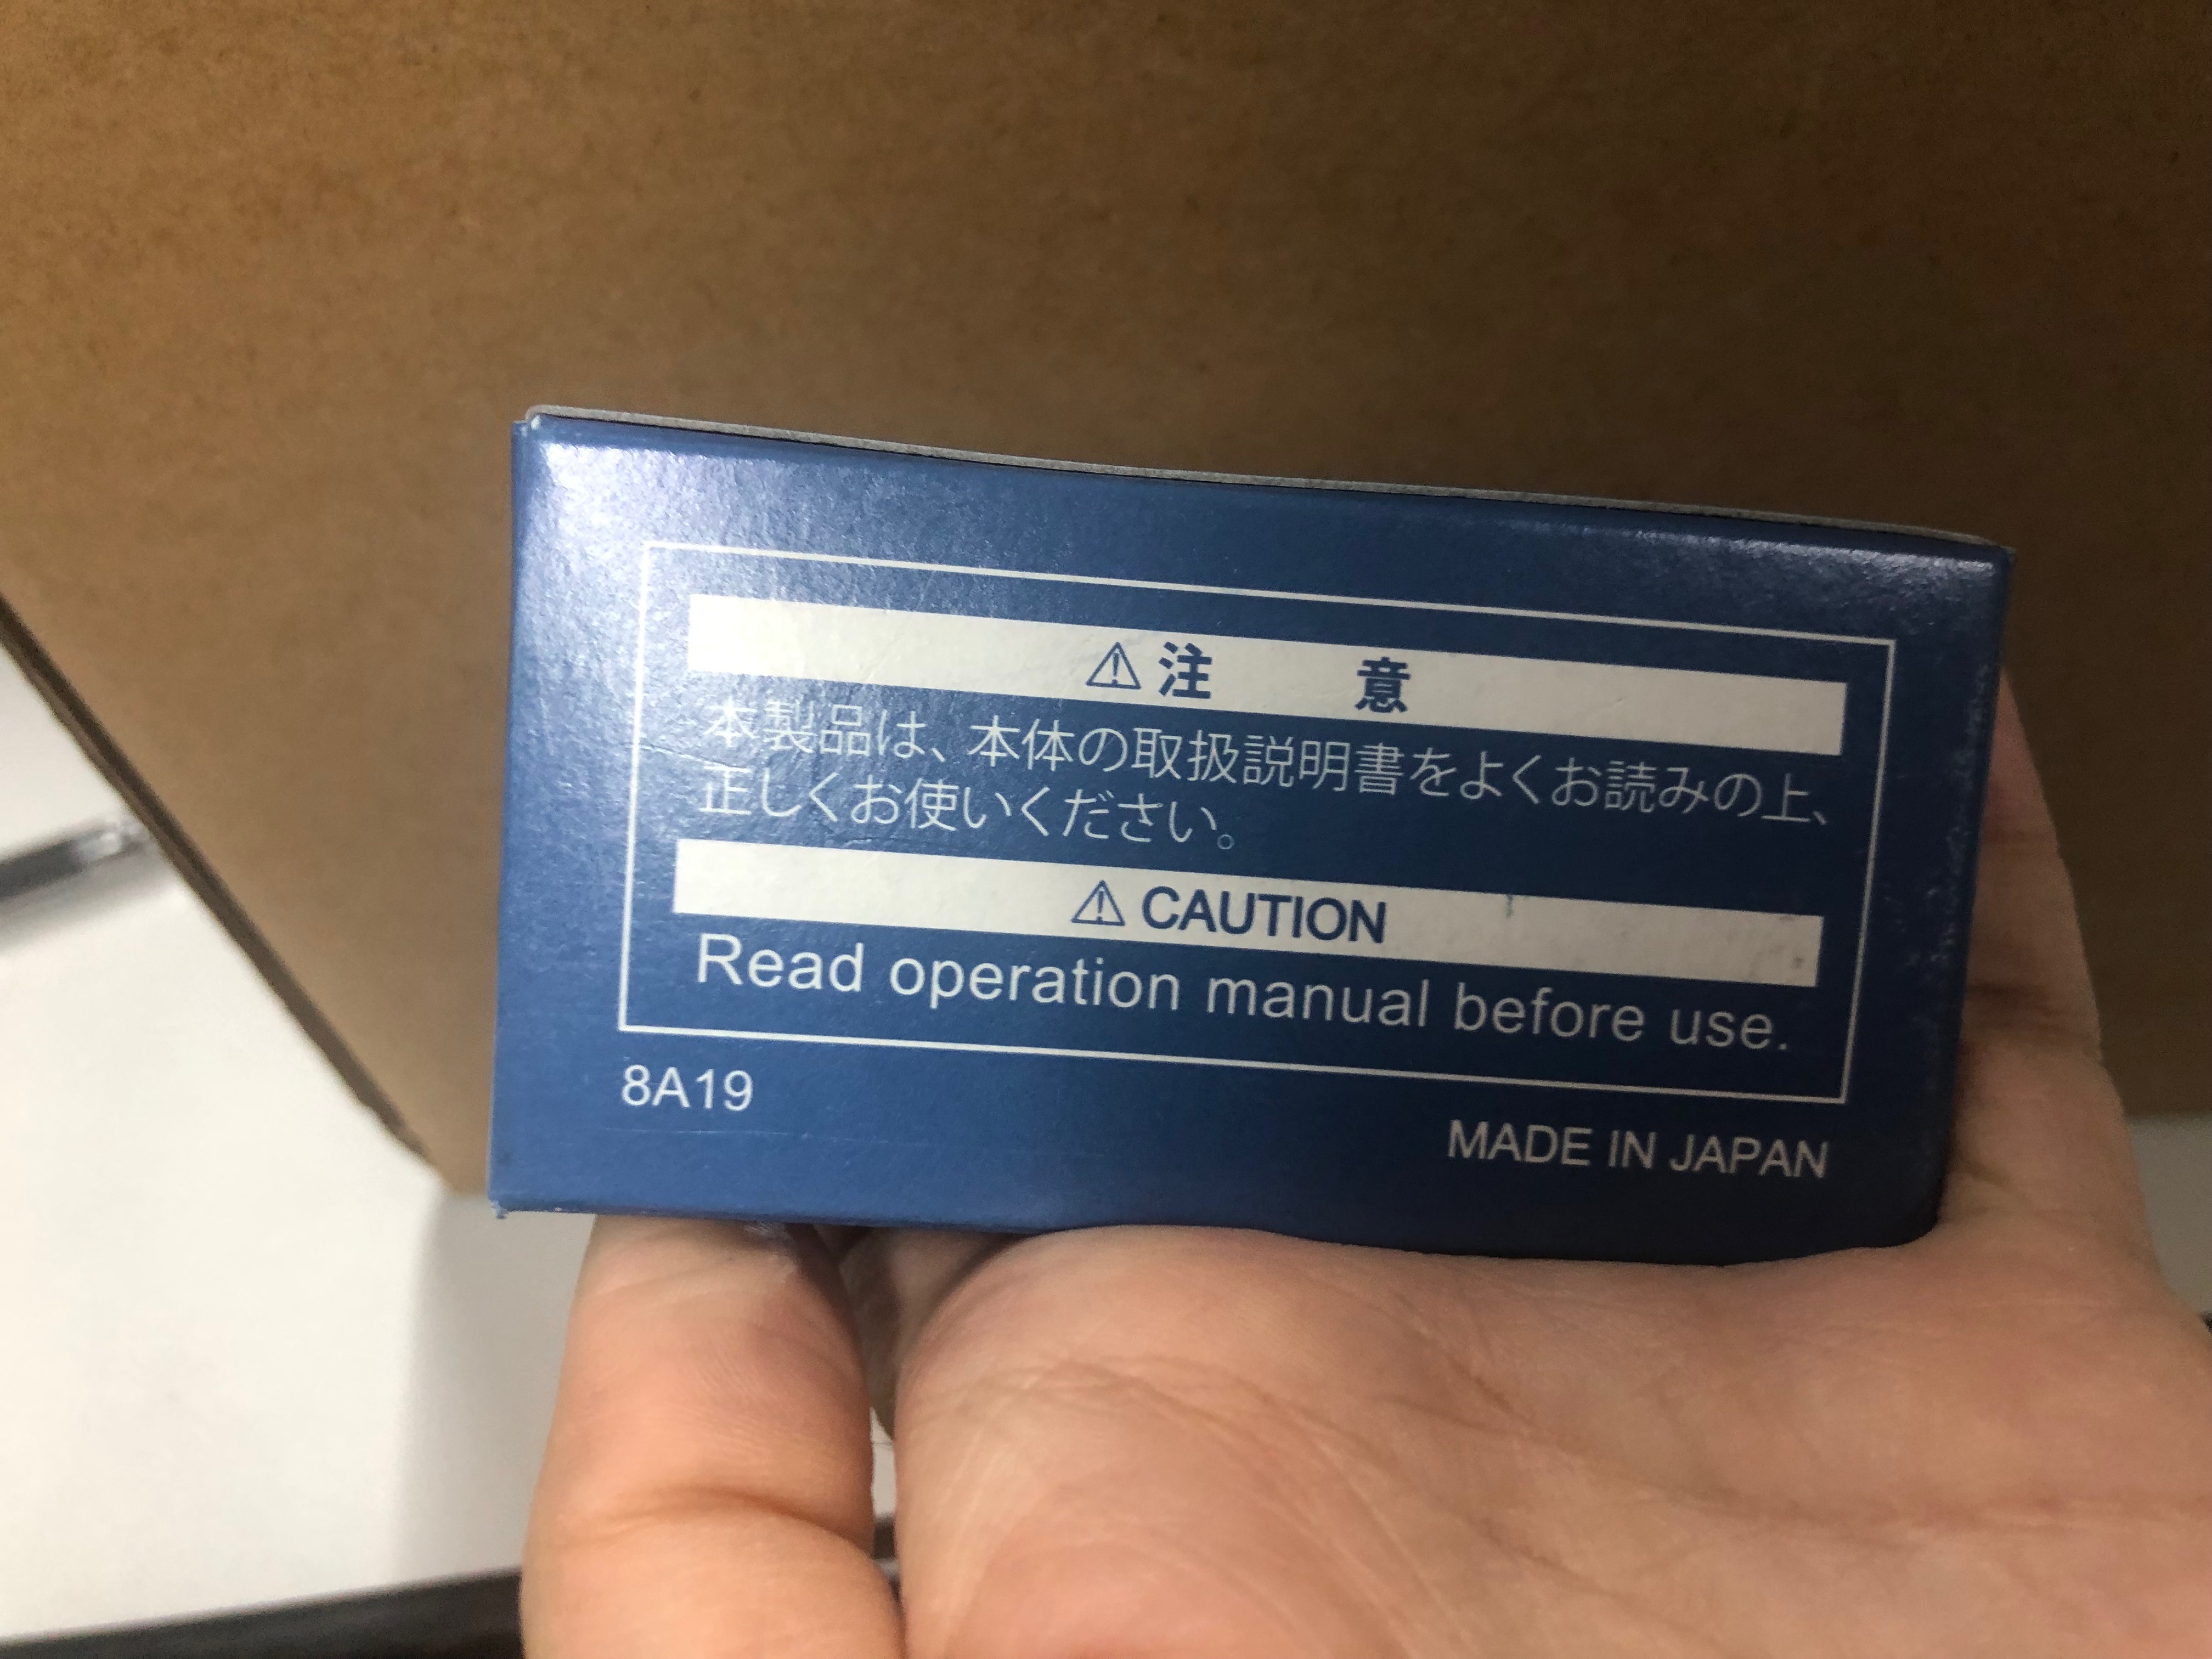 ⚠ 注 意
本製品は、本体の取扱説明書をよくお読みの上、
正しくお使いください。
⚠ CAUTION
Read operation manual before use.
8A19
MADE IN JAPAN